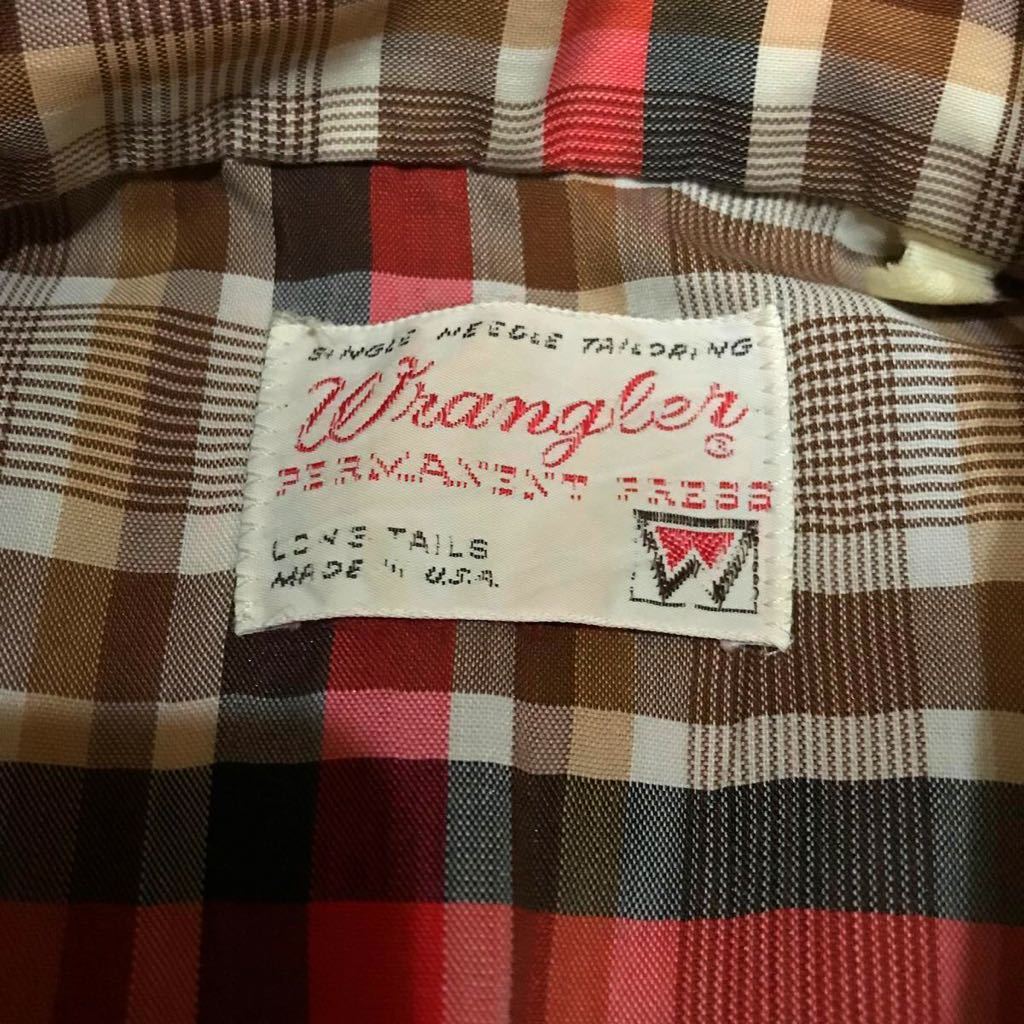 SINGLE NEEDLE TAILORING
Wrangler®
PERMANENT PRESS
LONG TAILS
MADE IN U.S.A.
W